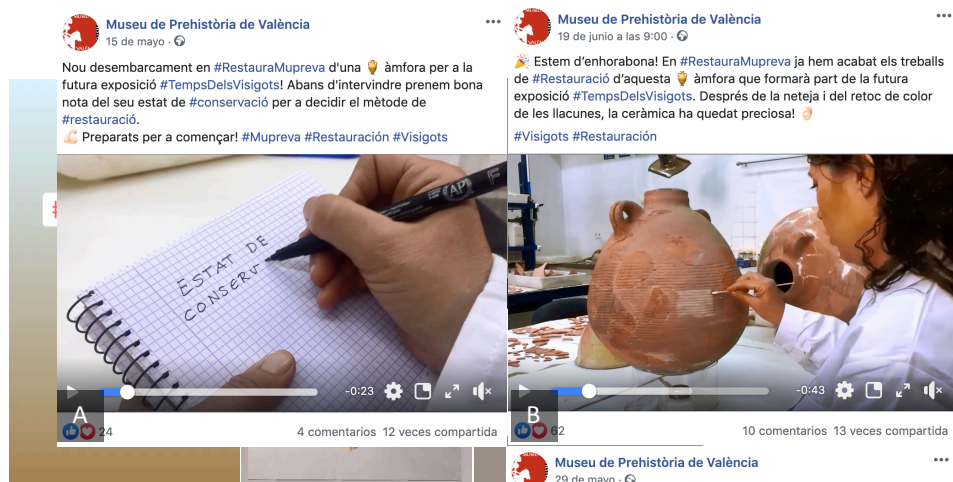 Museu de Prehistòria de València
15 de mayo ·
Nou desembarcament en #RestauraMupreva d'una àmfora per a la
futura exposició #TempsDelsVisigots! Abans d'intervindre prenem bona
nota del seu estat de #conservació per a decidir el mètode de
#restauració.
Preparats per a començar! #Mupreva #Restauración #Visigots
ESTAT DE
CONSERV
AP
-0:23
A
24
4 comentarios 12 veces compartida
Museu de Prehistòria de València
19 de junio a las 9:00 ·
Estem d'enhorabona! En #RestauraMupreva ja hem acabat els treballs
de #Restauració d'aquesta àmfora que formarà part de la futura
exposició #TempsDelsVisigots. Després de la neteja i del retoc de color
de les llacunes, la ceràmica ha quedat preciosa!
#Visigots #Restauración
-0:43
B
62
10 comentarios 13 veces compartida
Museu de Prehistòria de València
29 de mayo ·